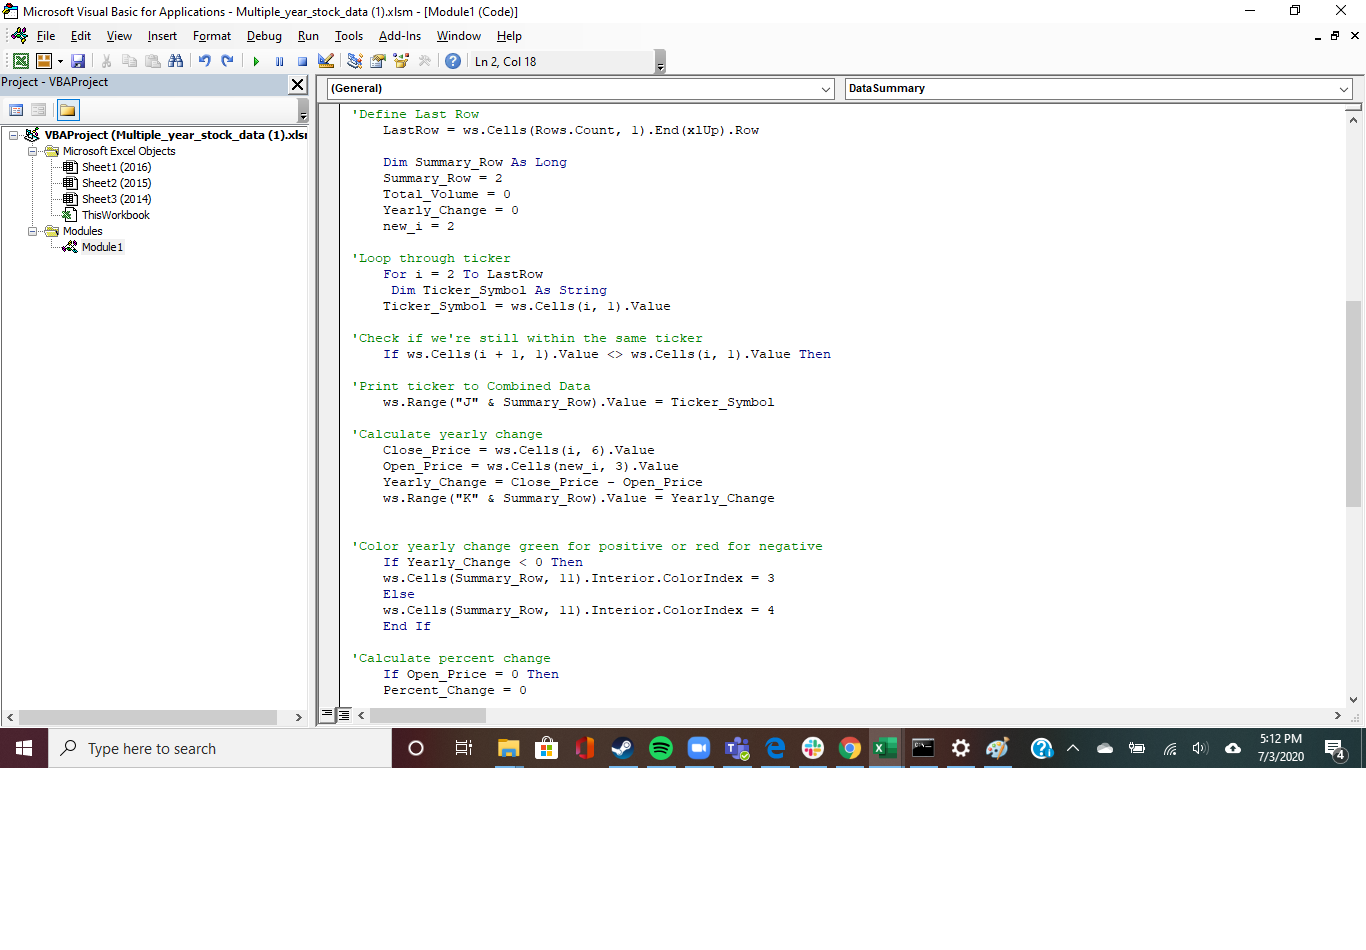 Microsoft Visual Basic for Applications - Multiple_year_stock_data (1).xlsm - [Module1 (Code)]
File Edit View Insert Format Debug Run Tools Add-Ins Window Help
Ln 2, Col 18
Project - VBAProject
(General)
DataSummary
VBAProject (Multiple_year_stock_data (1).xls
Microsoft Excel Objects
Sheet1 (2016)
Sheet2 (2015)
Sheet3 (2014)
ThisWorkbook
Modules
Module1
'Define Last Row
LastRow = ws.Cells(Rows.Count, 1).End(xlUp).Row
Dim Summary_Row As Long
Summary_Row = 2
Total_Volume = 0
Yearly_Change = 0
new_i = 2
'Loop through ticker
For i = 2 To LastRow
Dim Ticker_Symbol As String
Ticker_Symbol = ws.Cells(i, 1).Value
'Check if we're still within the same ticker
If ws.Cells(i + 1, 1).Value <> ws.Cells(i, 1).Value Then
'Print ticker to Combined Data
ws.Range("J" & Summary_Row).Value = Ticker_Symbol
'Calculate yearly change
Close_Price = ws.Cells(i, 6).Value
Open_Price = ws.Cells(new_i, 3).Value
Yearly_Change = Close_Price - Open_Price
ws.Range("K" & Summary_Row).Value = Yearly_Change
'Color yearly change green for positive or red for negative
If Yearly_Change < 0 Then
ws.Cells(Summary_Row, 11).Interior.ColorIndex = 3
Else
ws.Cells(Summary_Row, 11).Interior.ColorIndex = 4
End If
'Calculate percent change
If Open_Price = 0 Then
Percent_Change = 0
Type here to search
5:12 PM
7/3/2020
4